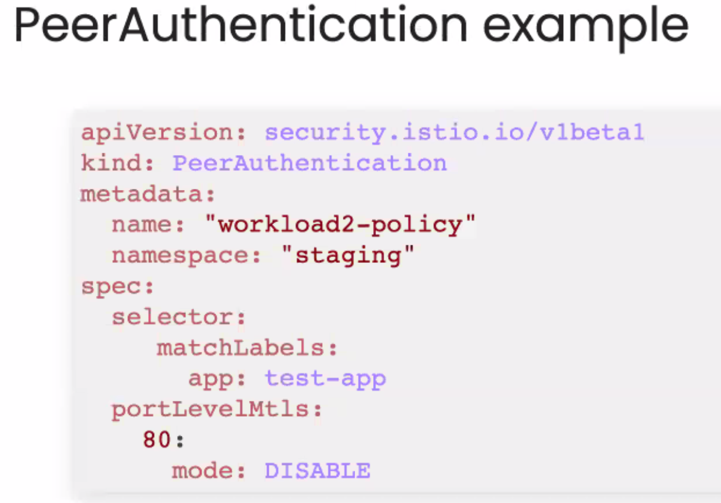 PeerAuthentication example
apiVersion: security.istio.io/v1beta1
kind: PeerAuthentication
metadata:
  name: "workload2-policy"
  namespace: "staging"
spec:
  selector:
     matchLabels:
       app: test-app
  portLevelMtls:
    80:
      mode: DISABLE